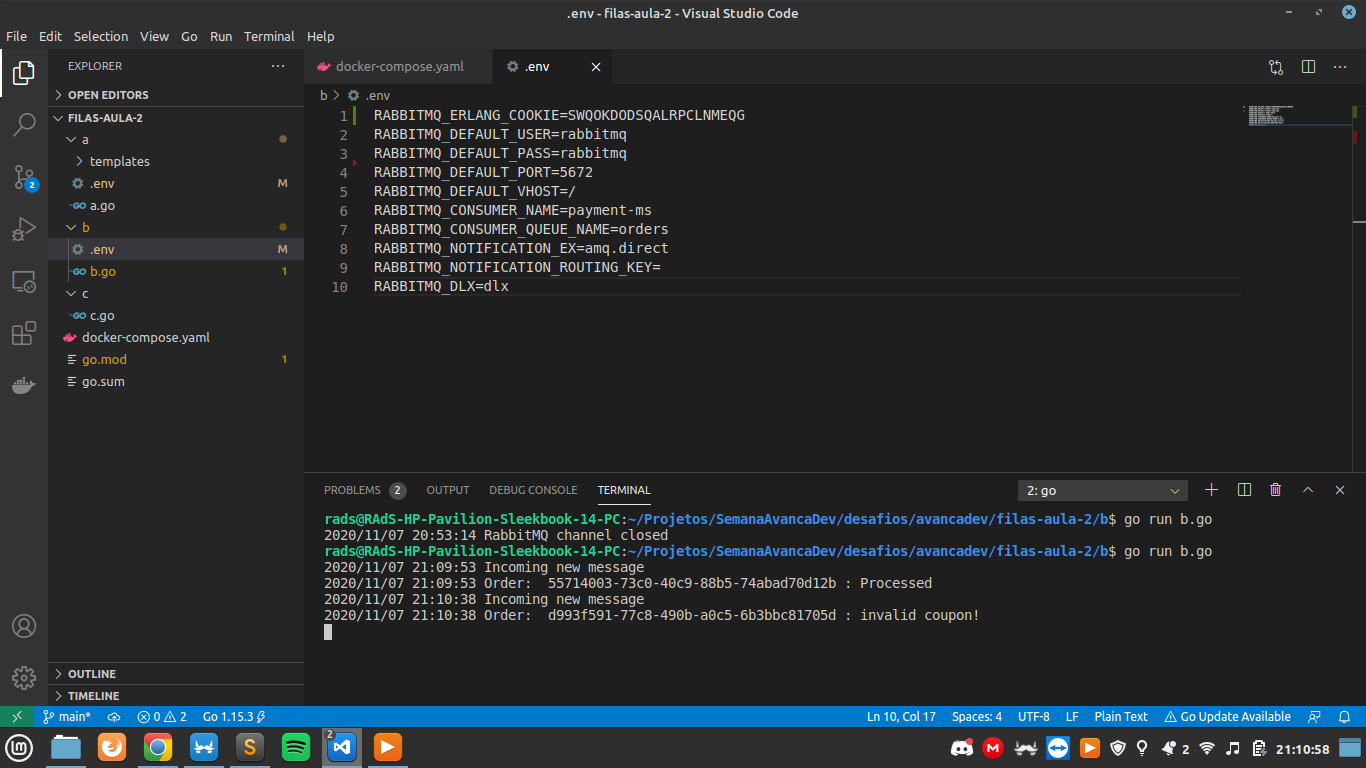 .env - filas-aula-2 - Visual Studio Code
File Edit Selection View Go Run Terminal Help
EXPLORER
OPEN EDITORS
FILAS-AULA-2
a
templates
.env M
a.go
b
.env M
b.go 1
c
c.go
docker-compose.yaml
go.mod 1
go.sum
OUTLINE
TIMELINE
2
docker-compose.yaml .env
b > .env
1 RABBITMQ_ERLANG_COOKIE=SWQOKDODSQALRPCLNMEQG
2 RABBITMQ_DEFAULT_USER=rabbitmq
3 RABBITMQ_DEFAULT_PASS=rabbitmq
4 RABBITMQ_DEFAULT_PORT=5672
5 RABBITMQ_DEFAULT_VHOST=/
6 RABBITMQ_CONSUMER_NAME=payment-ms
7 RABBITMQ_CONSUMER_QUEUE_NAME=orders
8 RABBITMQ_NOTIFICATION_EX=amq.direct
9 RABBITMQ_NOTIFICATION_ROUTING_KEY=
10 RABBITMQ_DLX=dlx
PROBLEMS 2 OUTPUT DEBUG CONSOLE TERMINAL 2: go
rads@RAdS-HP-Pavilion-Sleekbook-14-PC:~/Projetos/SemanaAvancaDev/desafios/avancadev/filas-aula-2/b$ go run b.go
2020/11/07 20:53:14 RabbitMQ channel closed
rads@RAdS-HP-Pavilion-Sleekbook-14-PC:~/Projetos/SemanaAvancaDev/desafios/avancadev/filas-aula-2/b$ go run b.go
2020/11/07 21:09:53 Incoming new message
2020/11/07 21:09:53 Order:  55714003-73c0-40c9-88b5-74abad70d12b : Processed
2020/11/07 21:10:38 Incoming new message
2020/11/07 21:10:38 Order:  d993f591-77c8-490b-a0c5-6b3bbc81705d : invalid coupon!
main* 0 2 Go 1.15.3 Ln 10, Col 17 Spaces: 4 UTF-8 LF Plain Text Go Update Available
S 2 M 2 21:10:58